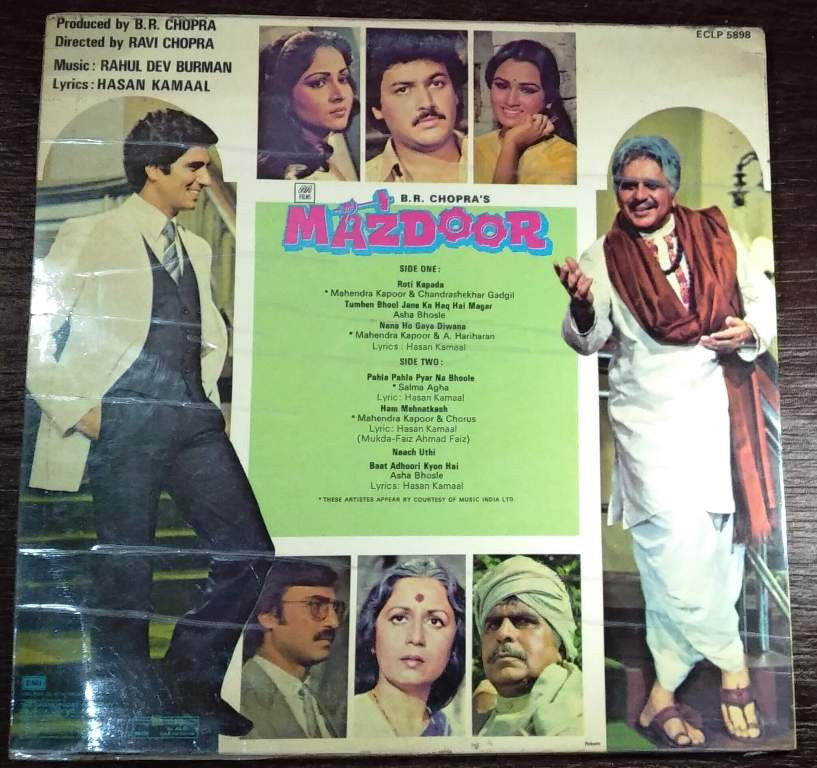 Produced by B.R. CHOPRA
Directed by RAVI CHOPRA
Music: RAHUL DEV BURMAN
Lyrics: HASAN KAMAAL
ECLP 5898
BR FILMS
B.R. CHOPRA'S
MAZDOOR
SIDE ONE:
Roti Kapada
* Mahendra Kapoor & Chandrashekhar Gadgil
Tumhen Bhool Jane Ka Haq Hai Magar
Asha Bhosle
Nana Ho Gaya Diwana
* Mahendra Kapoor & A. Hariharan
Lyrics: Hasan Kamaal
SIDE TWO:
Pahla Pahla Pyar Na Bhoole
* Salma Agha
Lyric: Hasan Kamaal
Ham Mehnatkash
* Mahendra Kapoor & Chorus
Lyric: Hasan Kamaal
(Mukda-Faiz Ahmad Faiz)
Naach Uthi
Baat Adhoori Kyon Hai
Asha Bhosle
Lyrics: Hasan Kamaal
* THESE ARTISTES APPEAR BY COURTESY OF MUSIC INDIA LTD.
EMI